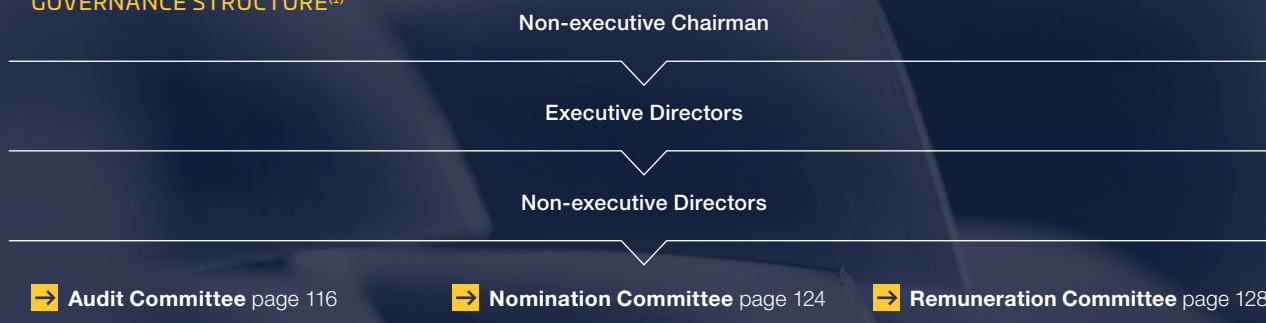 GOVERNANCE STRUCTURE(1)
Non-executive Chairman
Executive Directors
Non-executive Directors
→ Audit Committee page 116 → Nomination Committee page 124 → Remuneration Committee page 128